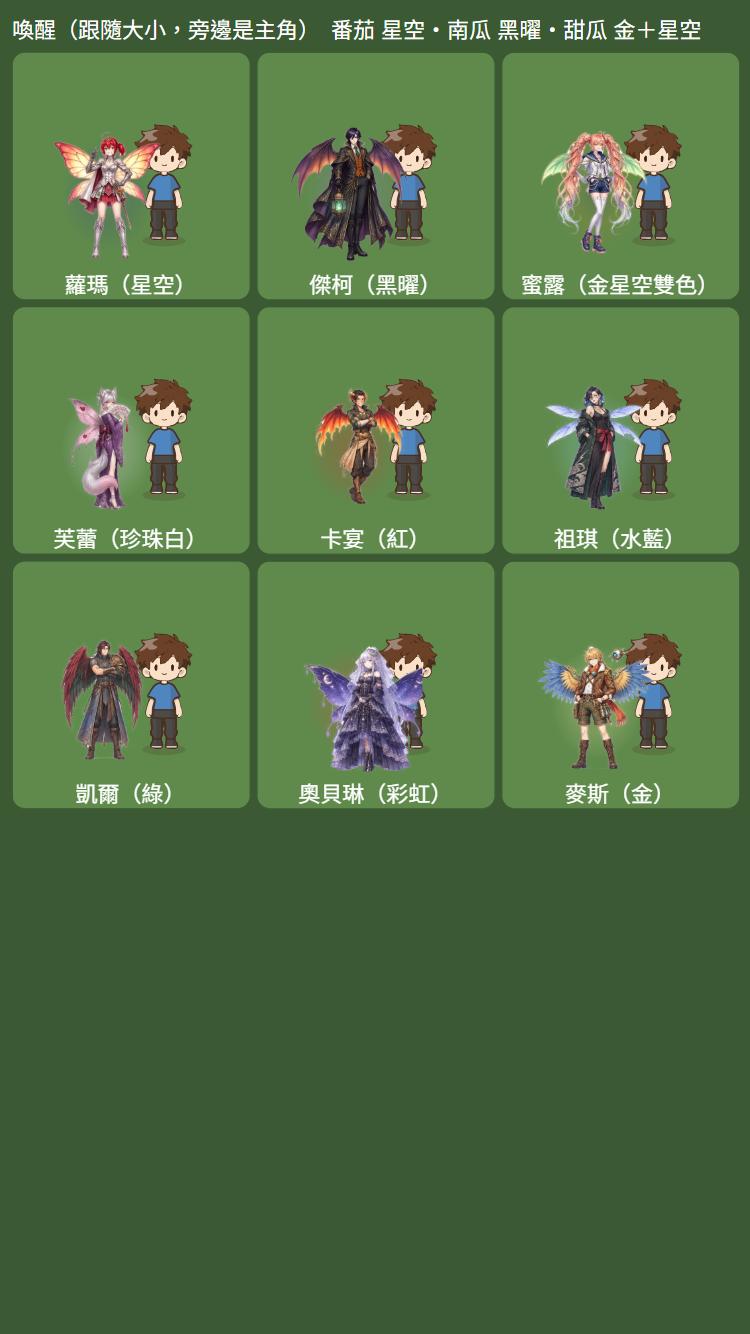 喚醒（跟隨大小，旁邊是主角） 番茄 星空・南瓜 黑曜・甜瓜 金＋星空
蘿瑪（星空）
傑柯（黑曜）
蜜露（金星空雙色）
芙蕾（珍珠白）
卡宴（紅）
祖琪（水藍）
凱爾（綠）
奧貝琳（彩虹）
麥斯（金）